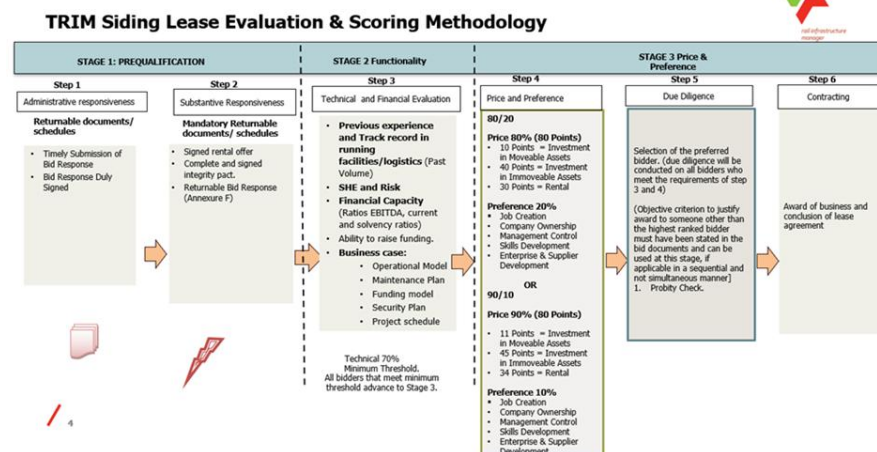 TRIM Siding Lease Evaluation & Scoring Methodology
rail infrastructure
manager
STAGE 1: PREQUALIFICATION
STAGE 2 Functionality
STAGE 3 Price &
Preference
Step 1
Administrative responsiveness
Returnable documents/
schedules
• Timely Submission of
Bid Response
• Bid Response Duly
Signed
Step 2
Substantive Responsiveness
Mandatory Returnable
documents/ schedules
• Signed rental offer
• Complete and signed
integrity pact.
• Returnable Bid Response
(Annexure F)
Step 3
Technical and Financial Evaluation
• Previous experience
and Track record in
running
facilities/logistics (Past
Volume)
• SHE and Risk
• Financial Capacity
(Ratios EBITDA, current
and solvency ratios)
• Ability to raise funding.
• Business case:
• Operational Model
• Maintenance Plan
• Funding model
• Security Plan
• Project schedule
Technical 70%
Minimum Threshold.
All bidders that meet minimum
threshold advance to Stage 3.
Step 4
Price and Preference
80/20
Price 80% (80 Points)
• 10 Points = Investment
in Moveable Assets
• 40 Points = Investment
in Immoveable Assets
• 30 Points = Rental
Preference 20%
• Job Creation
• Company Ownership
• Management Control
• Skills Development
• Enterprise & Supplier
Development
OR
90/10
Price 90% (80 Points)
• 11 Points = Investment
in Moveable Assets
• 45 Points = Investment
in Immoveable Assets
• 34 Points = Rental
Preference 10%
• Job Creation
• Company Ownership
• Management Control
• Skills Development
• Enterprise & Supplier
Development
Step 5
Due Diligence
Selection of the preferred
bidder. (due diligence will be
conducted on all bidders who
meet the requirements of step
3 and 4)
(Objective criterion to justify
award to someone other than
the highest ranked bidder
must have been stated in the
bid documents and can be
used at this stage, if
applicable in a sequential and
not simultaneous manner]
1. Probity Check.
Step 6
Contracting
Award of business and
conclusion of lease
agreement
4